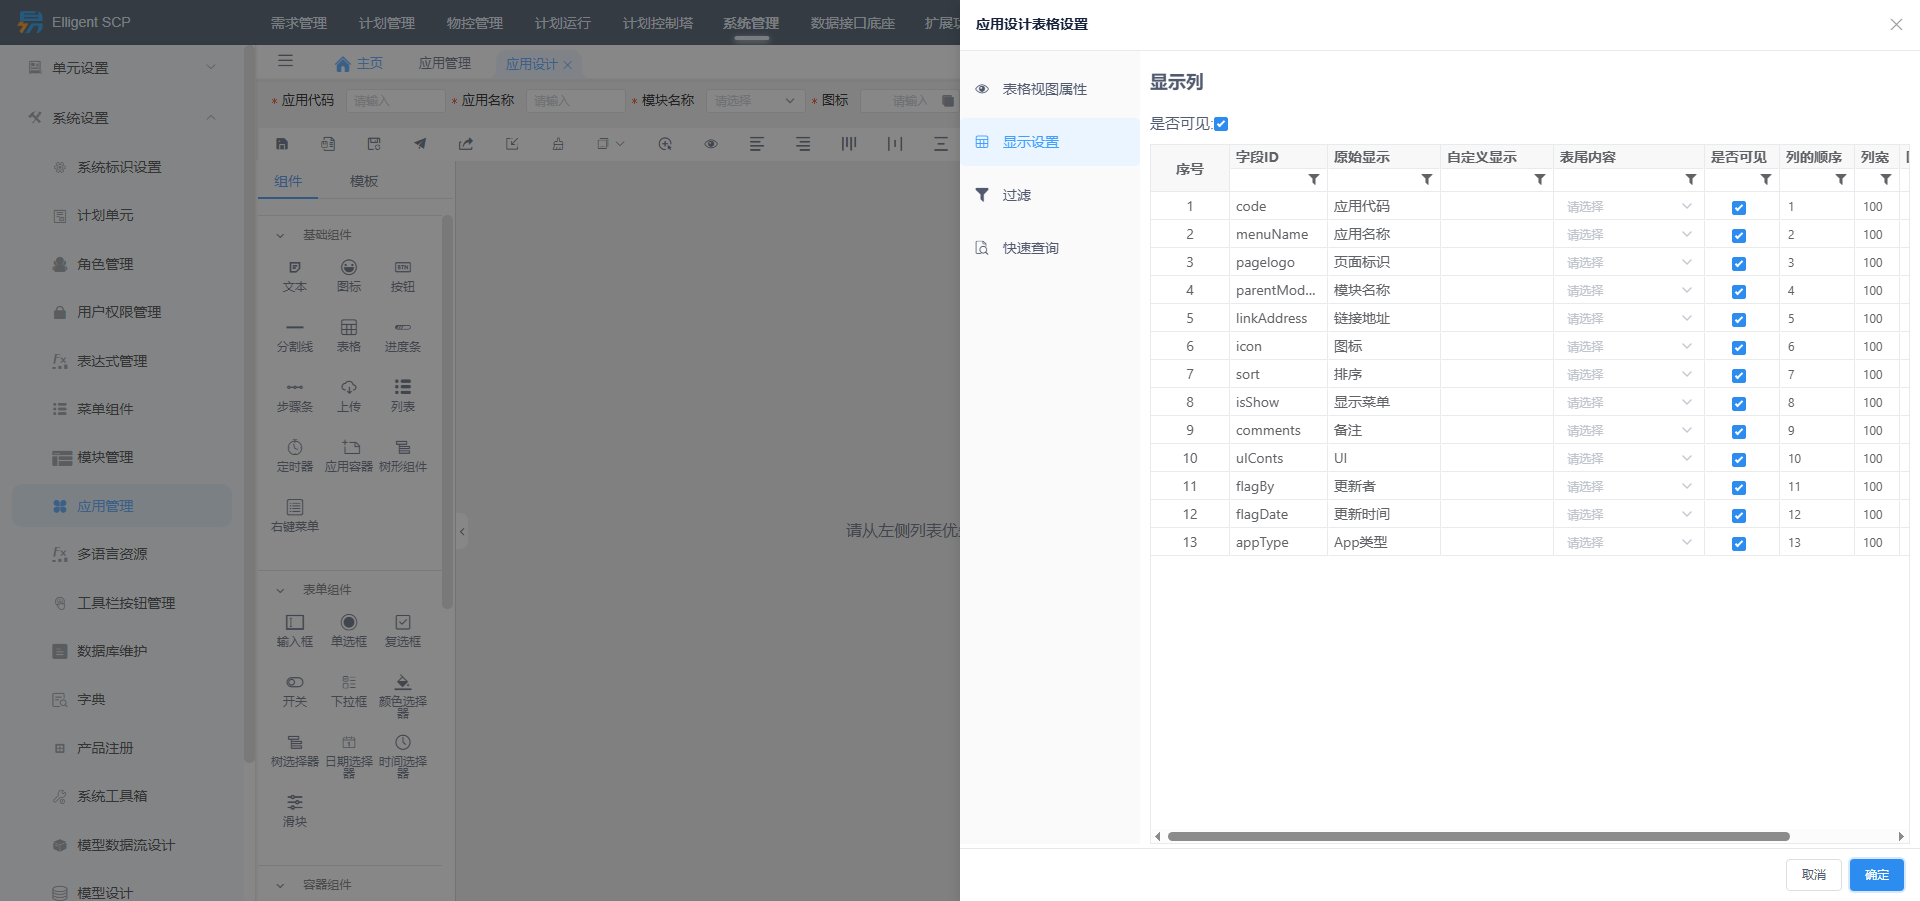 Elligent SCP
需求管理 计划管理 物控管理 计划运行 计划控制塔 系统管理 数据接口底座
单元设置
系统设置
系统标识设置
计划单元
角色管理
用户权限管理
表达式管理
菜单组件
模块管理
应用管理
多语言资源
工具栏按钮管理
数据库维护
字典
产品注册
系统工具箱
模型数据流设计
模型设计
主页 应用管理 应用设计
* 应用代码 请输入 * 应用名称 请输入 * 模块名称 请选择 * 图标 请输入
组件 模板
基础组件
文本 图标 按钮
分割线 表格 进度条
步骤条 上传 列表
定时器 应用容器 树形组件
右键菜单
表单组件
输入框 单选框 复选框
开关 下拉框 颜色选择器
树选择器 日期选择器 时间选择器
滑块
容器组件
请从左侧列表
应用设计表格设置
表格视图属性
显示设置
过滤
快速查询
显示列
是否可见:
序号 字段ID 原始显示 自定义显示 表尾内容 是否可见 列的顺序 列宽
1 code 应用代码 请选择 1 100
2 menuName 应用名称 请选择 2 100
3 pagelogo 页面标识 请选择 3 100
4 parentMod... 模块名称 请选择 4 100
5 linkAddress 链接地址 请选择 5 100
6 icon 图标 请选择 6 100
7 sort 排序 请选择 7 100
8 isShow 显示菜单 请选择 8 100
9 comments 备注 请选择 9 100
10 uIConts UI 请选择 10 100
11 flagBy 更新者 请选择 11 100
12 flagDate 更新时间 请选择 12 100
13 appType App类型 请选择 13 100
取消 确定